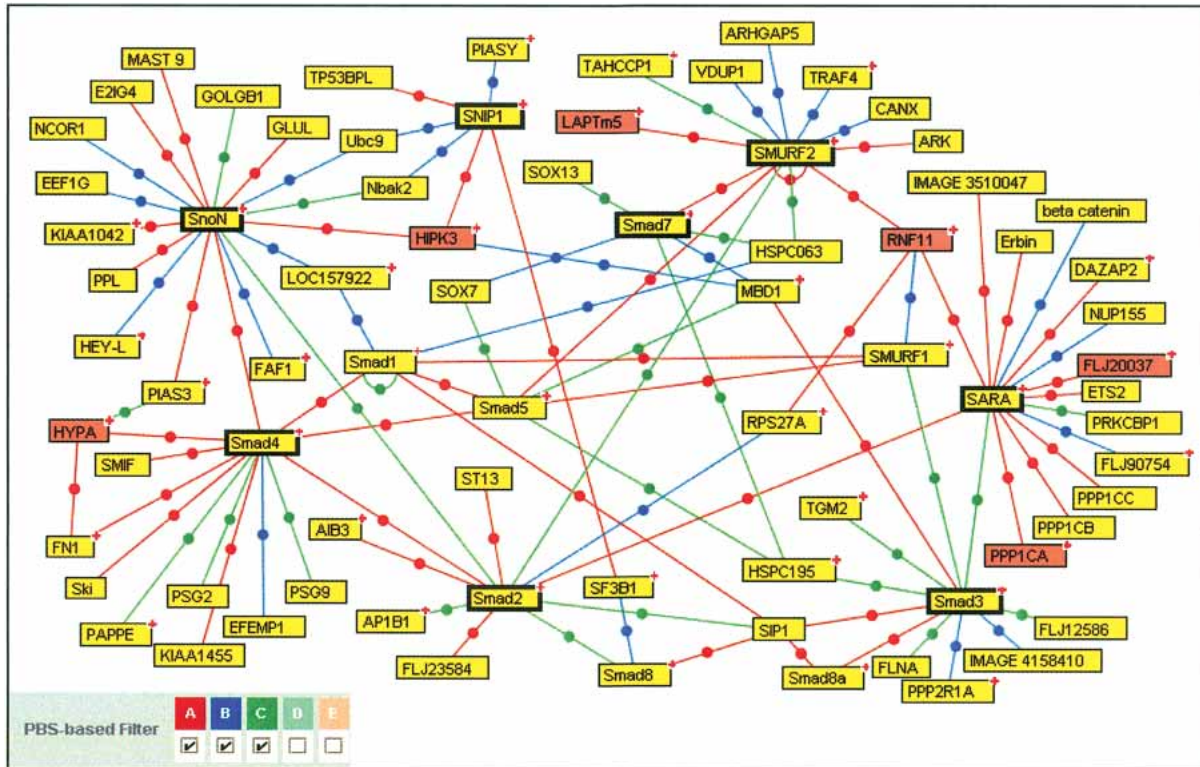 PIASY
ARHGAP5
MAST 9
TAHCCP1
VDUP1
TRAF4
TP53BPL
E2IG4
GOLGB1
SNIP1
LAPTm5
CANX
NCOR1
GLUL
Ubc9
SMURF2
ARK
SOX13
IMAGE 3510047
EEF1G
Nbak2
beta catenin
SnoN
Smad7
KIAA1042
HIPK3
RNF11
Erbin
HSPC063
PPL
LOC157922
DAZAP2
SOX7
MBD1
NUP155
HEY-L
FAF1
Smad1
SMURF1
FLJ20037
PIAS3
Smad5
SARA
ETS2
RPS27A
PRKCBP1
HYPA
Smad4
FLJ90754
SMIF
ST13
PPP1CC
TGM2
PPP1CB
FN1
AIB3
PPP1CA
HSPC195
Ski
PSG2
PSG9
SF3B1
Smad2
Smad3
AP1B1
PAPPE
EFEMP1
SIP1
FLJ12586
KIAA1455
FLJ23584
Smad8
Smad8a
FLNA
IMAGE 4158410
PPP2R1A
PBS-based Filter
A B C D E